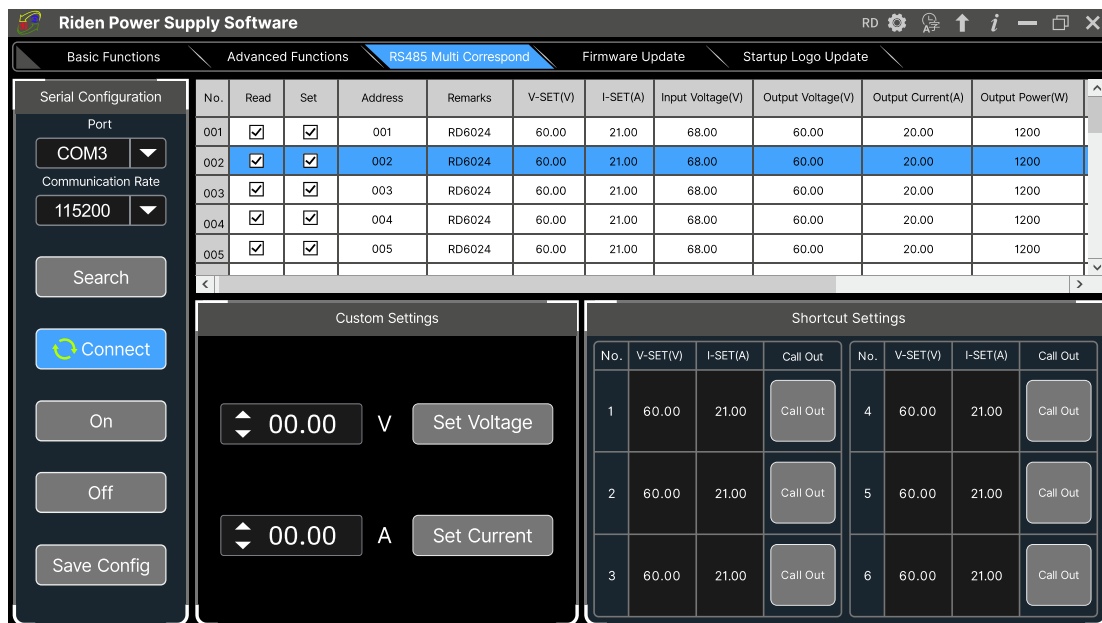 Riden Power Supply Software RD
Basic Functions Advanced Functions RS485 Multi Correspond Firmware Update Startup Logo Update
Serial Configuration
Port
COM3
Communication Rate
115200
Search
Connect
On
Off
Save Config
No. Read Set Address Remarks V-SET(V) I-SET(A) Input Voltage(V) Output Voltage(V) Output Current(A) Output Power(W)
001 001 RD6024 60.00 21.00 68.00 60.00 20.00 1200
002 002 RD6024 60.00 21.00 68.00 60.00 20.00 1200
003 003 RD6024 60.00 21.00 68.00 60.00 20.00 1200
004 004 RD6024 60.00 21.00 68.00 60.00 20.00 1200
005 005 RD6024 60.00 21.00 68.00 60.00 20.00 1200
Custom Settings
00.00 V Set Voltage
00.00 A Set Current
Shortcut Settings
No. V-SET(V) I-SET(A) Call Out No. V-SET(V) I-SET(A) Call Out
1 60.00 21.00 Call Out 4 60.00 21.00 Call Out
2 60.00 21.00 Call Out 5 60.00 21.00 Call Out
3 60.00 21.00 Call Out 6 60.00 21.00 Call Out